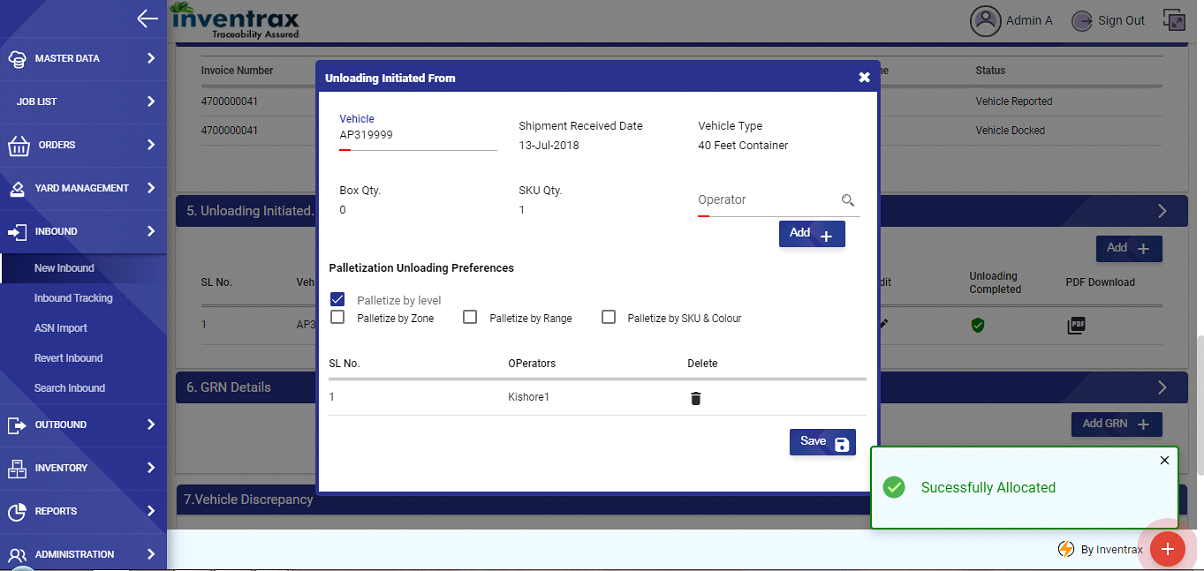 inventrax
Traceability Assured
Admin A
Sign Out
MASTER DATA
JOB LIST
ORDERS
YARD MANAGEMENT
INBOUND
New Inbound
Inbound Tracking
ASN Import
Revert Inbound
Search Inbound
OUTBOUND
INVENTORY
REPORTS
ADMINISTRATION
Invoice Number
Status
4700000041
Vehicle Reported
4700000041
Vehicle Docked
5. Unloading Initiated.
Add +
SL No.
Unloading Completed
PDF Download
1
PDF
6. GRN Details
Add GRN +
7.Vehicle Discrepancy
Unloading Initiated From
Vehicle
AP319999
Shipment Received Date
13-Jul-2018
Vehicle Type
40 Feet Container
Box Qty.
0
SKU Qty.
1
Operator
Add +
Palletization Unloading Preferences
Palletize by level
Palletize by Zone
Palletize by Range
Palletize by SKU & Colour
SL No.
OPerators
Delete
1
Kishore1
Save
Sucessfully Allocated
By Inventrax